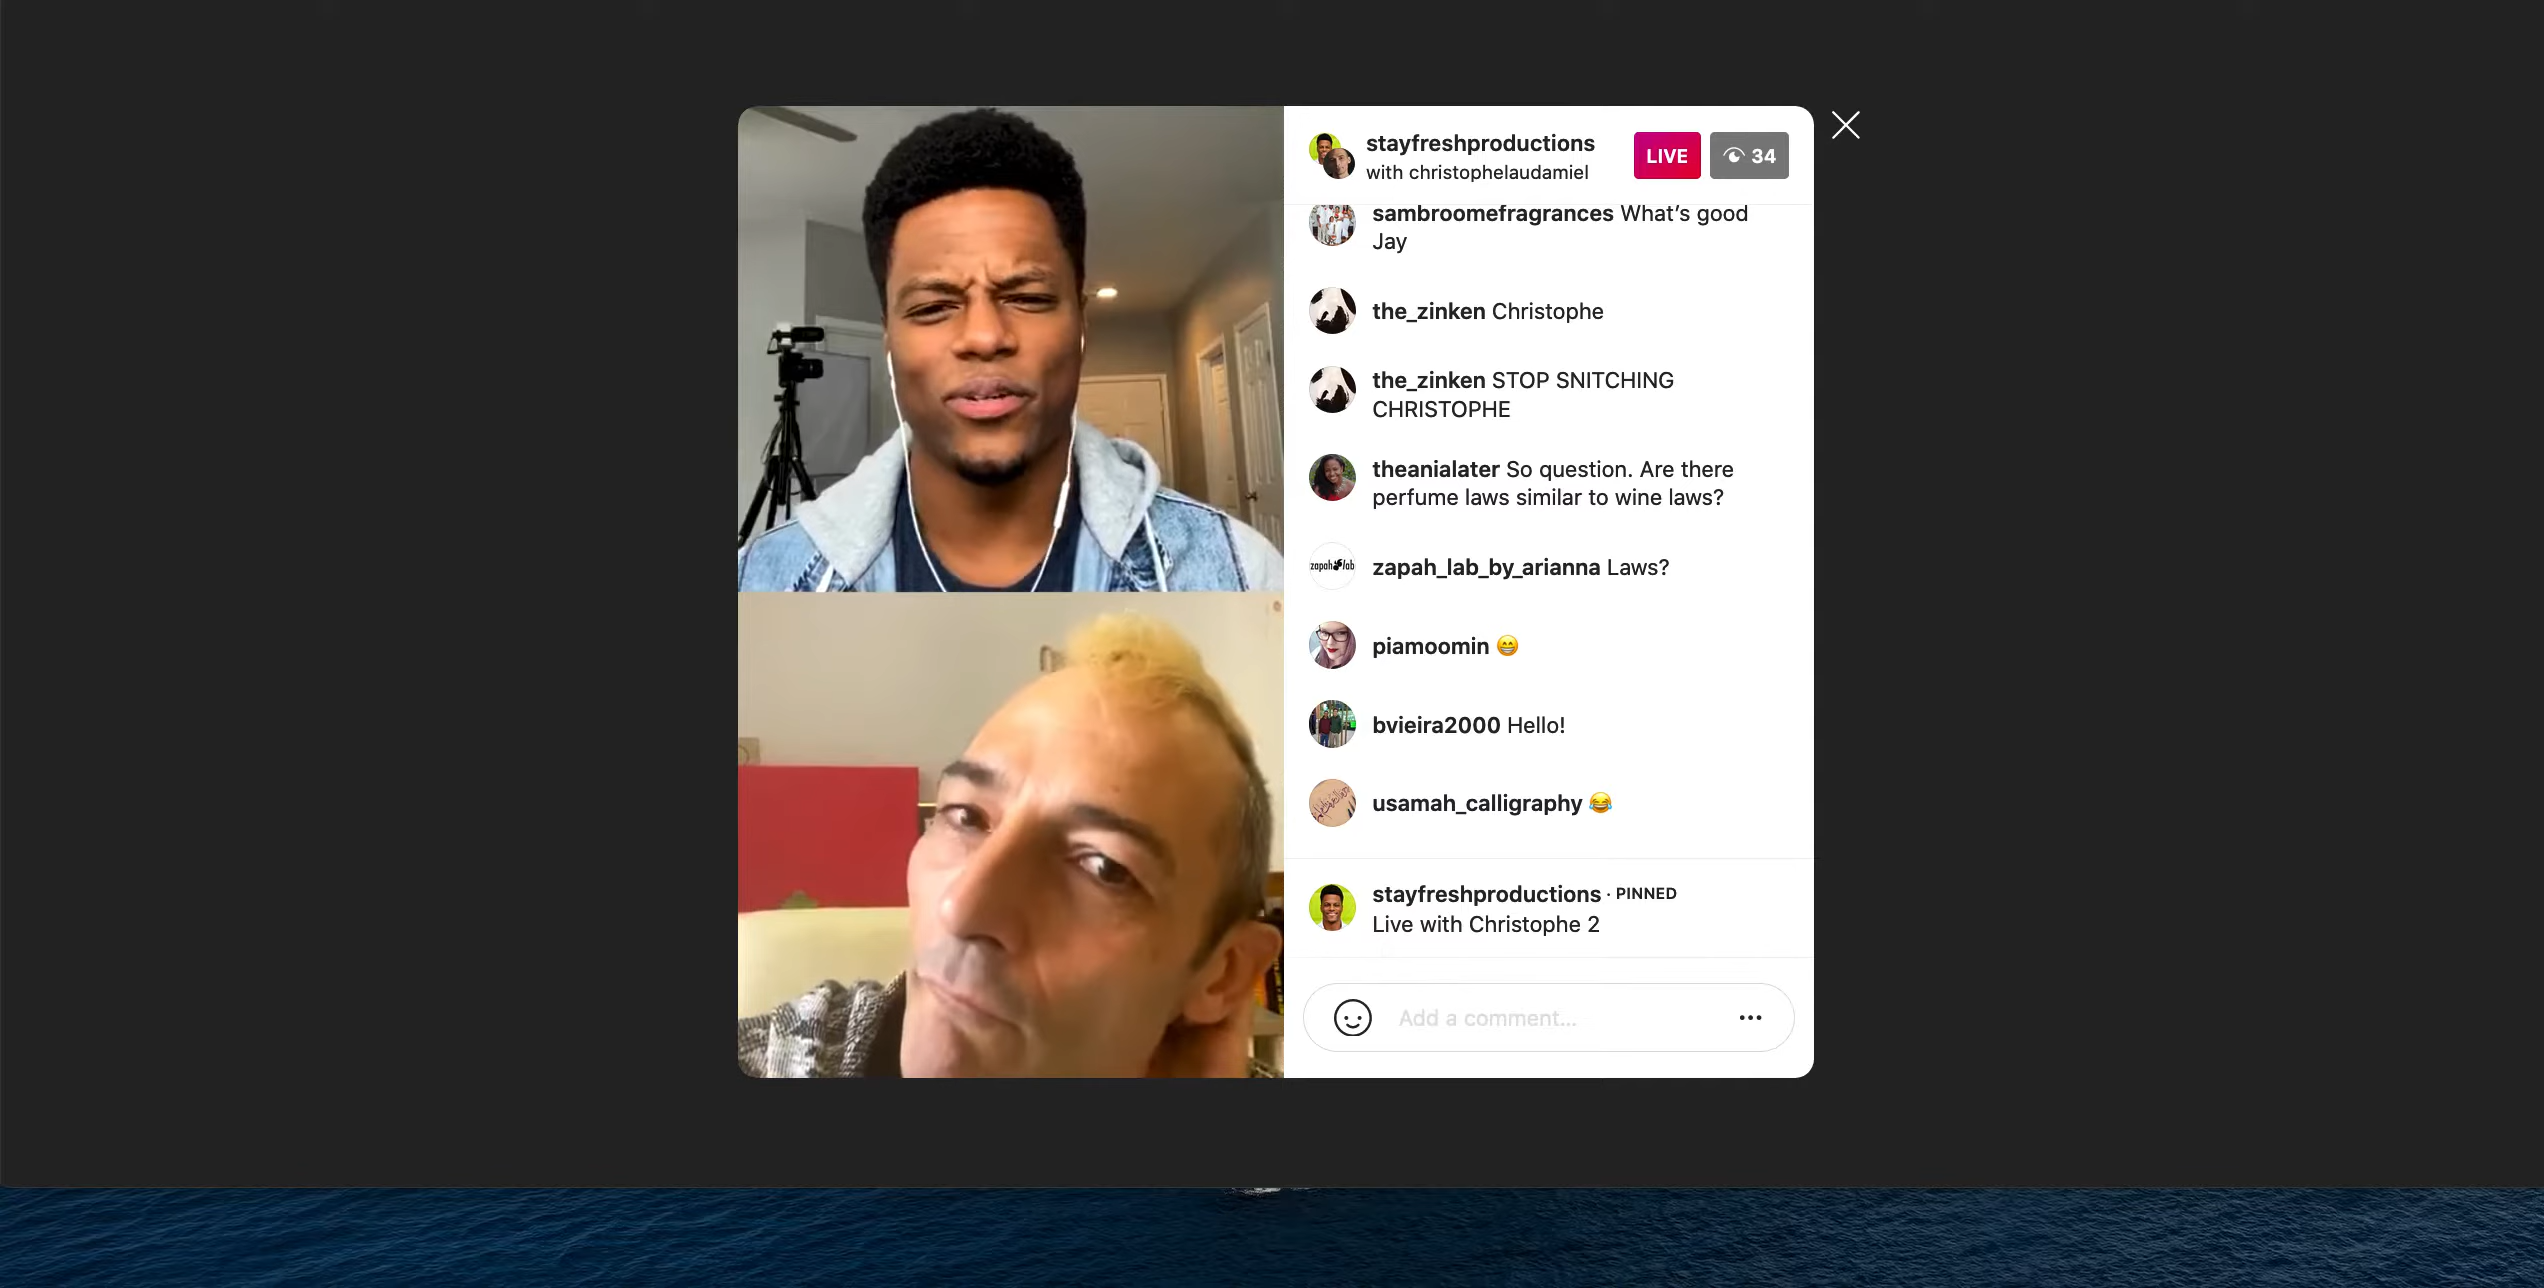 stayfreshproductions
with christophelaudamiel
LIVE
34
sambroomefragrances What’s good
Jay
the_zinken Christophe
the_zinken STOP SNITCHING
CHRISTOPHE
theanialater So question. Are there
perfume laws similar to wine laws?
zapah lab
zapah_lab_by_arianna Laws?
piamoomin 😁
bvieira2000 Hello!
usamah_calligraphy 😂
stayfreshproductions · PINNED
Live with Christophe 2
Add a comment...